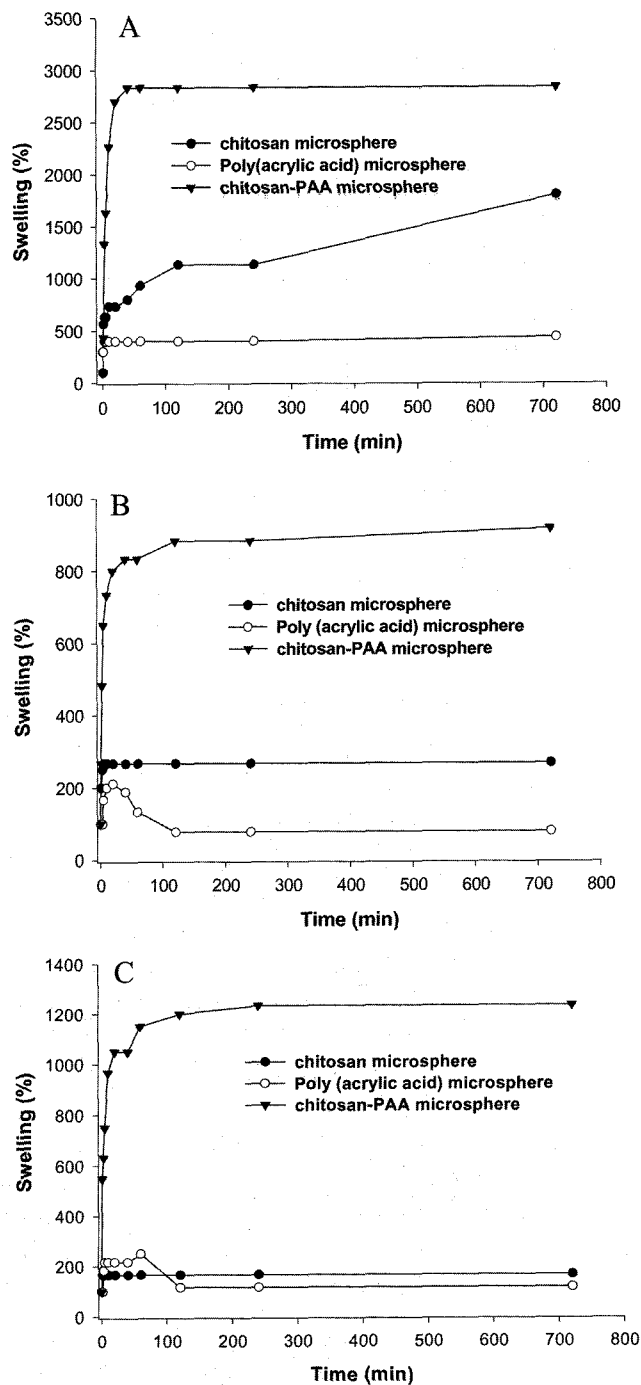 A
3500
3000
2500
2000
1500
1000
500
0
Swelling (%)
chitosan microsphere
Poly(acrylic acid) microsphere
chitosan-PAA microsphere
0 100 200 300 400 500 600 700 800
Time (min)
B
1000
800
600
400
200
0
Swelling (%)
chitosan microsphere
Poly (acrylic acid) microsphere
chitosan-PAA microsphere
0 100 200 300 400 500 600 700 800
Time (min)
C
1400
1200
1000
800
600
400
200
0
Swelling (%)
chitosan microsphere
Poly (acrylic acid) microsphere
chitosan-PAA microsphere
0 100 200 300 400 500 600 700 800
Time (min)